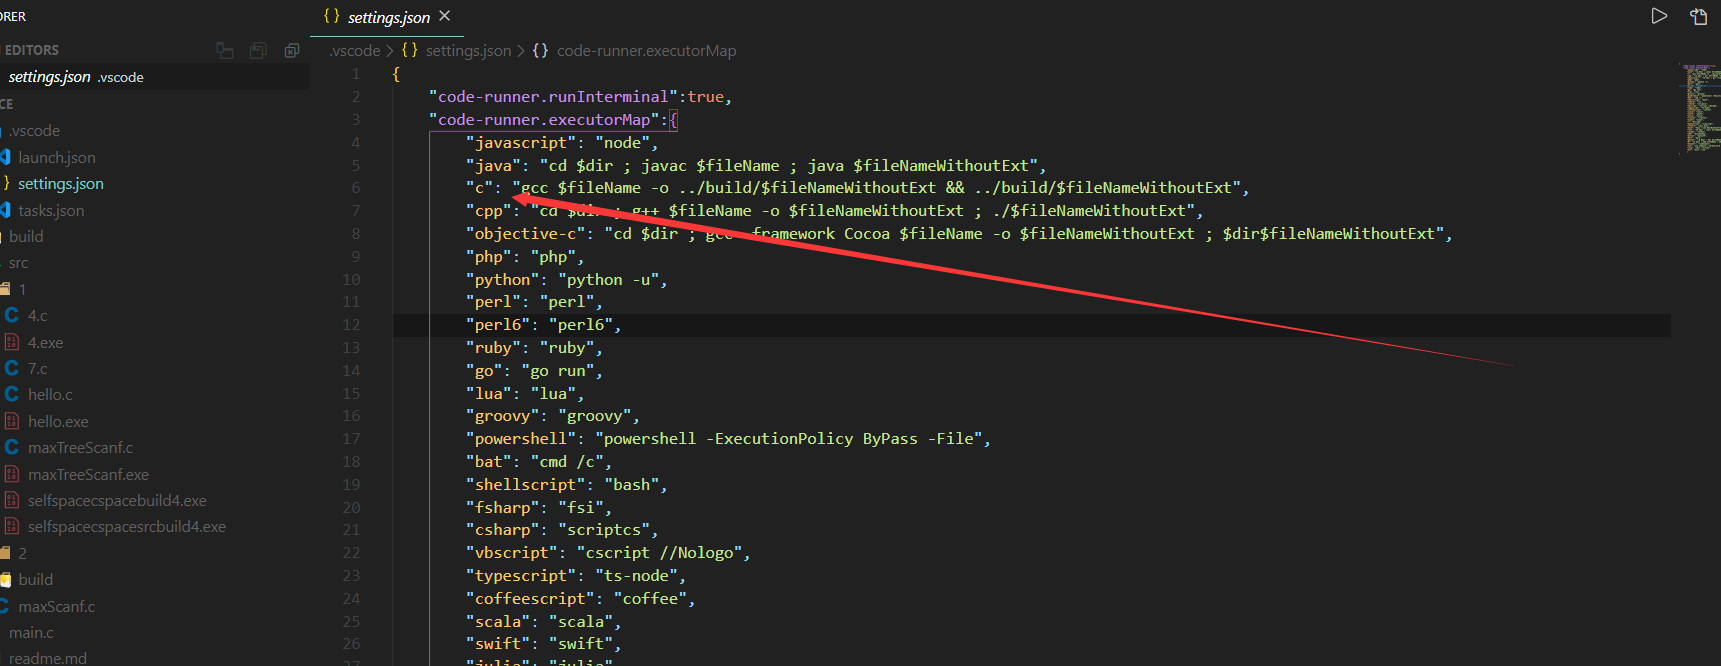 ORER
{} settings.json ×
EDITORS
.vscode > {} settings.json > {} code-runner.executorMap
settings.json .vscode
CE
.vscode
launch.json
} settings.json
tasks.json
build
src
1
C 4.c
4.exe
C 7.c
C hello.c
hello.exe
C maxTreeScanf.c
maxTreeScanf.exe
selfspacecspacebuild4.exe
selfspacecspacesrcbuild4.exe
2
build
C maxScanf.c
main.c
readme.md
1 {
2 "code-runner.runInterminal":true,
3 "code-runner.executorMap":{
4 "javascript": "node",
5 "java": "cd $dir ; javac $fileName ; java $fileNameWithoutExt",
6 "c": "gcc $fileName -o ../build/$fileNameWithoutExt && ../build/$fileNameWithoutExt",
7 "cpp": "cd $dir ; g++ $fileName -o $fileNameWithoutExt ; ./$fileNameWithoutExt",
8 "objective-c": "cd $dir ; gcc -framework Cocoa $fileName -o $fileNameWithoutExt ; $dir$fileNameWithoutExt",
9 "php": "php",
10 "python": "python -u",
11 "perl": "perl",
12 "perl6": "perl6",
13 "ruby": "ruby",
14 "go": "go run",
15 "lua": "lua",
16 "groovy": "groovy",
17 "powershell": "powershell -ExecutionPolicy ByPass -File",
18 "bat": "cmd /c",
19 "shellscript": "bash",
20 "fsharp": "fsi",
21 "csharp": "scriptcs",
22 "vbscript": "cscript //Nologo",
23 "typescript": "ts-node",
24 "coffeescript": "coffee",
25 "scala": "scala",
26 "swift": "swift",
27 "julia": "julia"